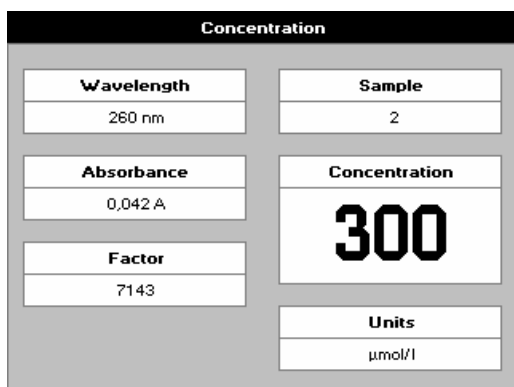 Concentration
Wavelength
260 nm
Absorbance
0,042 A
Factor
7143
Sample
2
Concentration
300
Units
µmol/l